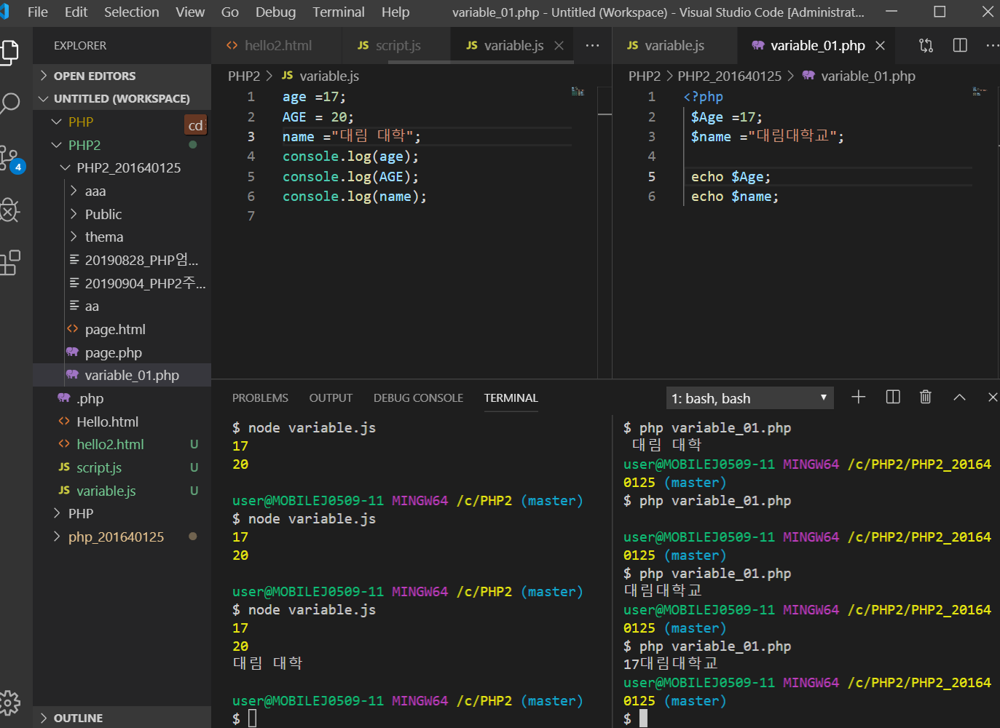 File Edit Selection View Go Debug Terminal Help variable_01.php - Untitled (Workspace) - Visual Studio Code [Administrat...
EXPLORER
OPEN EDITORS
UNTITLED (WORKSPACE)
PHP
cd
PHP2
PHP2_201640125
aaa
Public
thema
20190828_PHP엄...
20190904_PHP2주...
aa
page.html
page.php
variable_01.php
.php
Hello.html
hello2.html U
script.js U
variable.js U
PHP
php_201640125
OUTLINE
4
<> hello2.html JS script.js JS variable.js
PHP2 > JS variable.js
1 age =17;
2 AGE = 20;
3 name ="대림 대학";
4 console.log(age);
5 console.log(AGE);
6 console.log(name);
7
JS variable.js variable_01.php
PHP2 > PHP2_201640125 > variable_01.php
1 <?php
2 $Age =17;
3 $name ="대림대학교";
4
5 echo $Age;
6 echo $name;
PROBLEMS OUTPUT DEBUG CONSOLE TERMINAL 1: bash, bash
$ node variable.js
17
20
user@MOBILEJ0509-11 MINGW64 /c/PHP2 (master)
$ node variable.js
17
20
user@MOBILEJ0509-11 MINGW64 /c/PHP2 (master)
$ node variable.js
17
20
대림 대학
user@MOBILEJ0509-11 MINGW64 /c/PHP2 (master)
$
$ php variable_01.php
대림 대학
user@MOBILEJ0509-11 MINGW64 /c/PHP2/PHP2_20164
0125 (master)
$ php variable_01.php
user@MOBILEJ0509-11 MINGW64 /c/PHP2/PHP2_20164
0125 (master)
$ php variable_01.php
대림대학교
user@MOBILEJ0509-11 MINGW64 /c/PHP2/PHP2_20164
0125 (master)
$ php variable_01.php
17대림대학교
user@MOBILEJ0509-11 MINGW64 /c/PHP2/PHP2_20164
0125 (master)
$